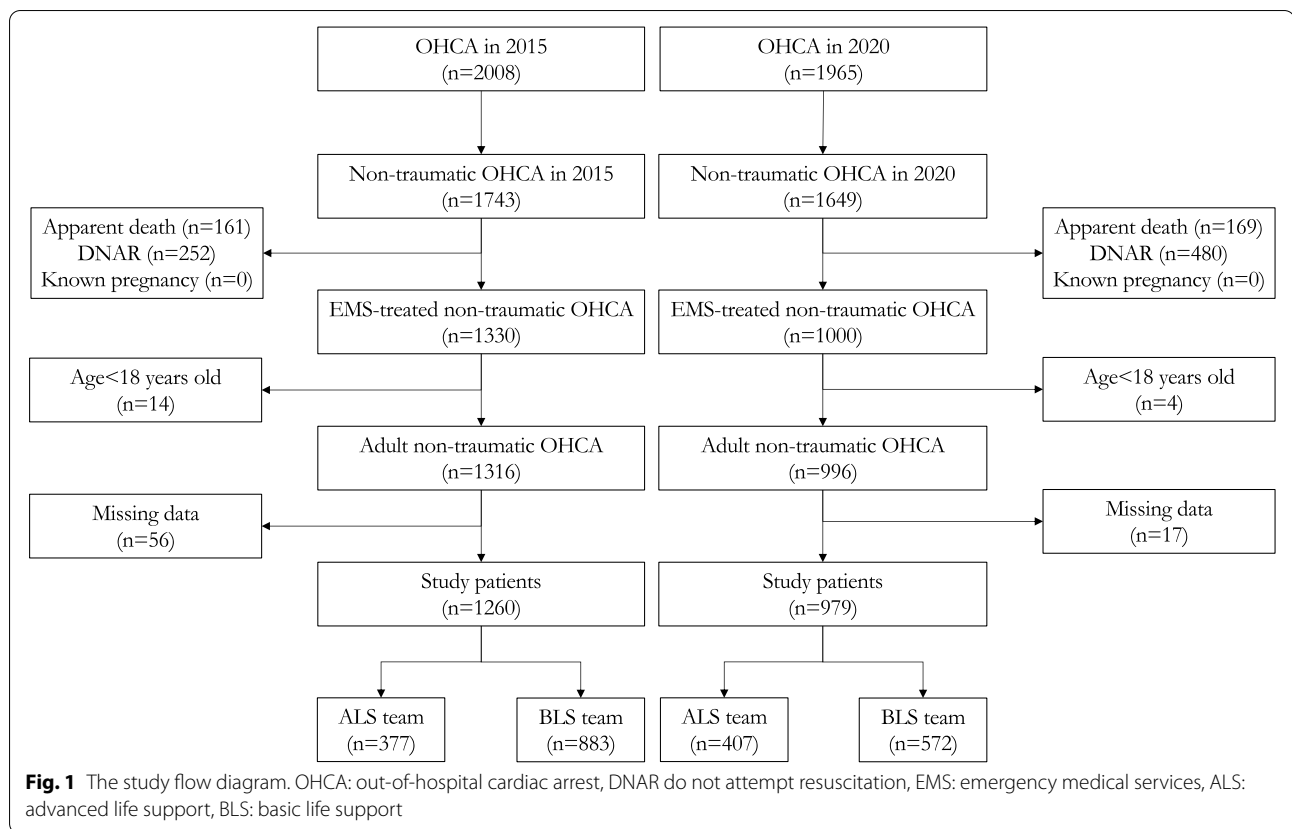 OHCA in 2015
(n=2008)
OHCA in 2020
(n=1965)
Non-traumatic OHCA in 2015
(n=1743)
Non-traumatic OHCA in 2020
(n=1649)
Apparent death (n=161)
DNAR (n=252)
Known pregnancy (n=0)
Apparent death (n=169)
DNAR (n=480)
Known pregnancy (n=0)
EMS-treated non-traumatic OHCA
(n=1330)
EMS-treated non-traumatic OHCA
(n=1000)
Age<18 years old
(n=14)
Age<18 years old
(n=4)
Adult non-traumatic OHCA
(n=1316)
Adult non-traumatic OHCA
(n=996)
Missing data
(n=56)
Missing data
(n=17)
Study patients
(n=1260)
Study patients
(n=979)
ALS team
(n=377)
BLS team
(n=883)
ALS team
(n=407)
BLS team
(n=572)
Fig. 1 The study flow diagram. OHCA: out-of-hospital cardiac arrest, DNAR do not attempt resuscitation, EMS: emergency medical services, ALS:
advanced life support, BLS: basic life support